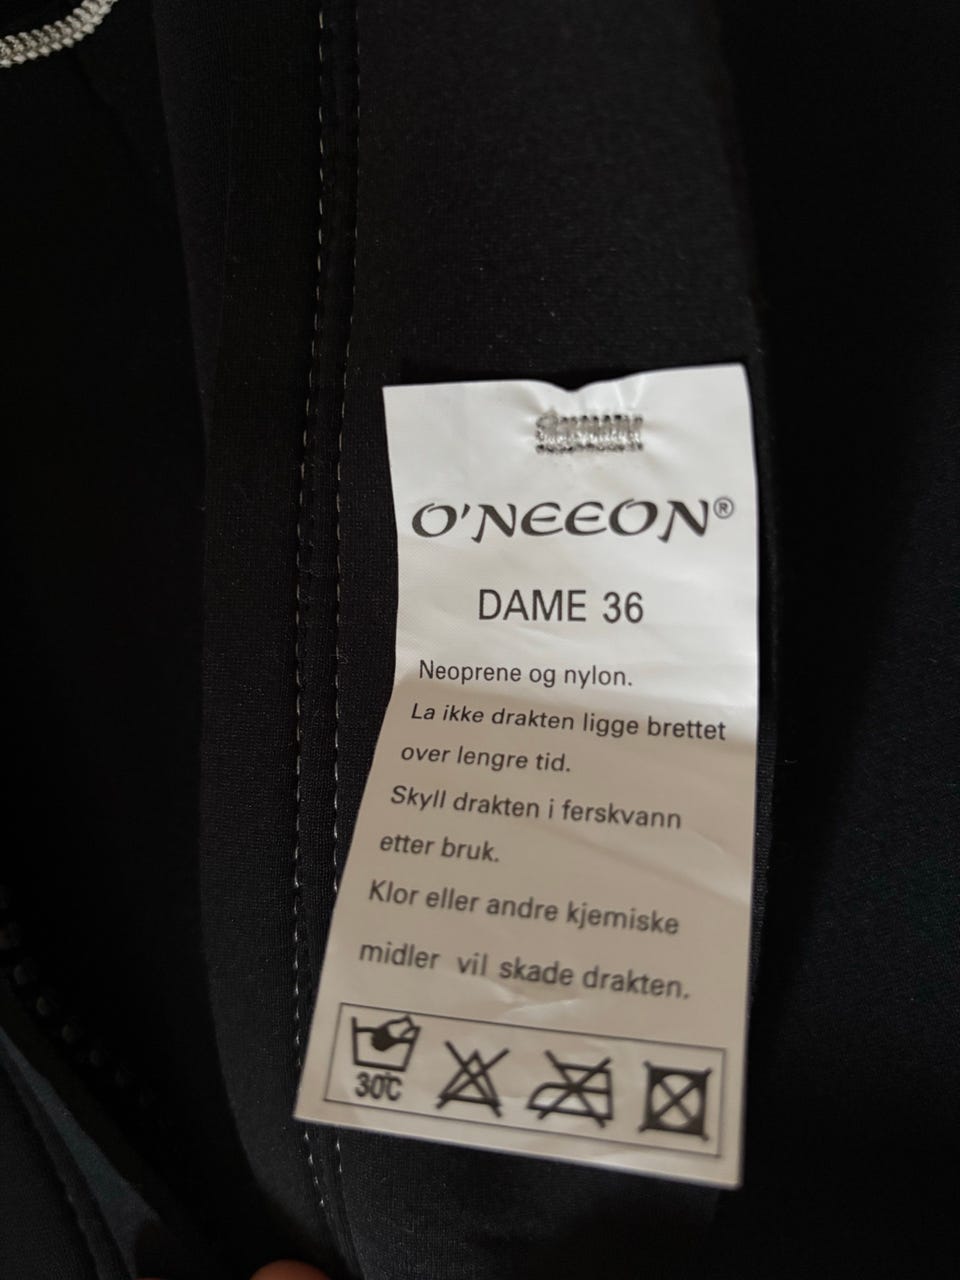 O'NEEON®
DAME 36
Neoprene og nylon.
La ikke drakten ligge brettet
over lengre tid.
Skyll drakten i ferskvann
etter bruk.
Klor eller andre kjemiske
midler vil skade drakten.
30°C